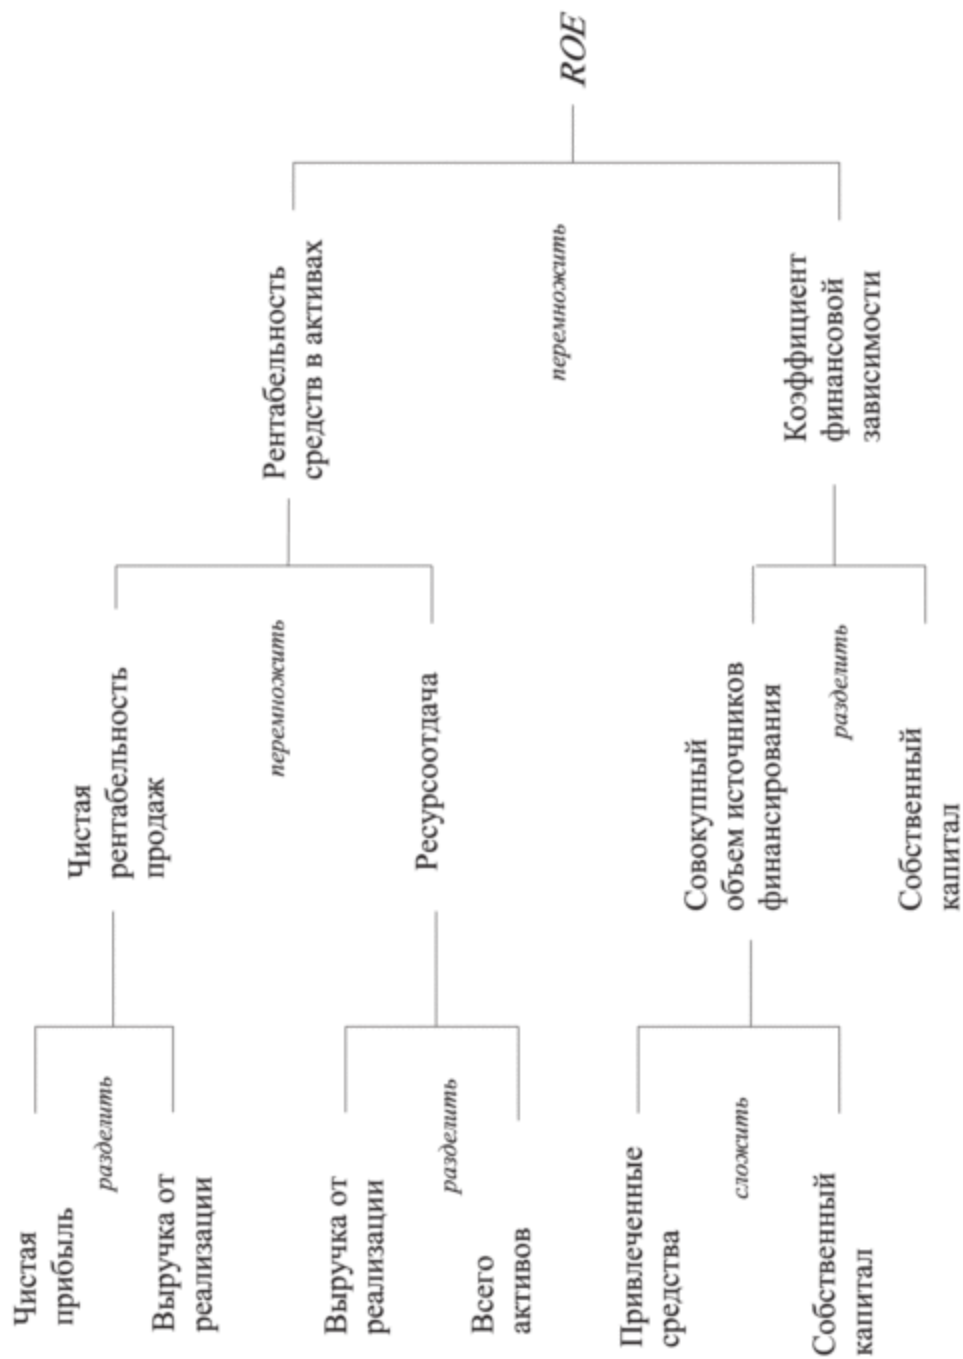 ROE
Рентабельность
средств в активах
перемножить
Коэффициент
финансовой
зависимости
Чистая
рентабельность
продаж
перемножить
Ресурсоотдача
Совокупный
объем источников
финансирования
разделить
Собственный
капитал
Чистая
прибыль
разделить
Выручка от
реализации
Выручка от
реализации
разделить
Всего
активов
Привлеченные
средства
сложить
Собственный
капитал